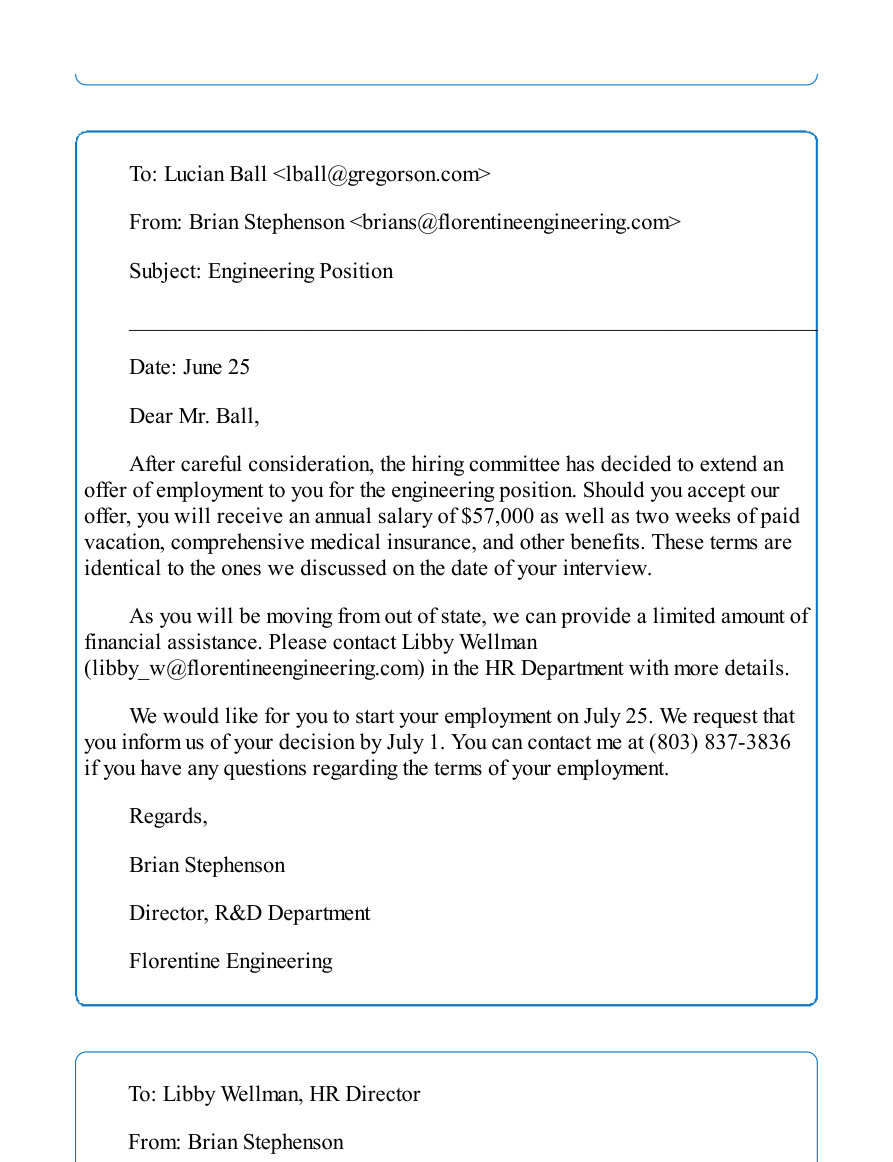 To: Lucian Ball <lball@gregorson.com>
From: Brian Stephenson <brians@florentineengineering.com>
Subject: Engineering Position
Date: June 25
Dear Mr. Ball,
After careful consideration, the hiring committee has decided to extend an
offer of employment to you for the engineering position. Should you accept our
offer, you will receive an annual salary of $57,000 as well as two weeks of paid
vacation, comprehensive medical insurance, and other benefits. These terms are
identical to the ones we discussed on the date of your interview.
As you will be moving from out of state, we can provide a limited amount of
financial assistance. Please contact Libby Wellman
(libby_w@florentineengineering.com) in the HR Department with more details.
We would like for you to start your employment on July 25. We request that
you inform us of your decision by July 1. You can contact me at (803) 837-3836
if you have any questions regarding the terms of your employment.
Regards,
Brian Stephenson
Director, R&D Department
Florentine Engineering
To: Libby Wellman, HR Director
From: Brian Stephenson